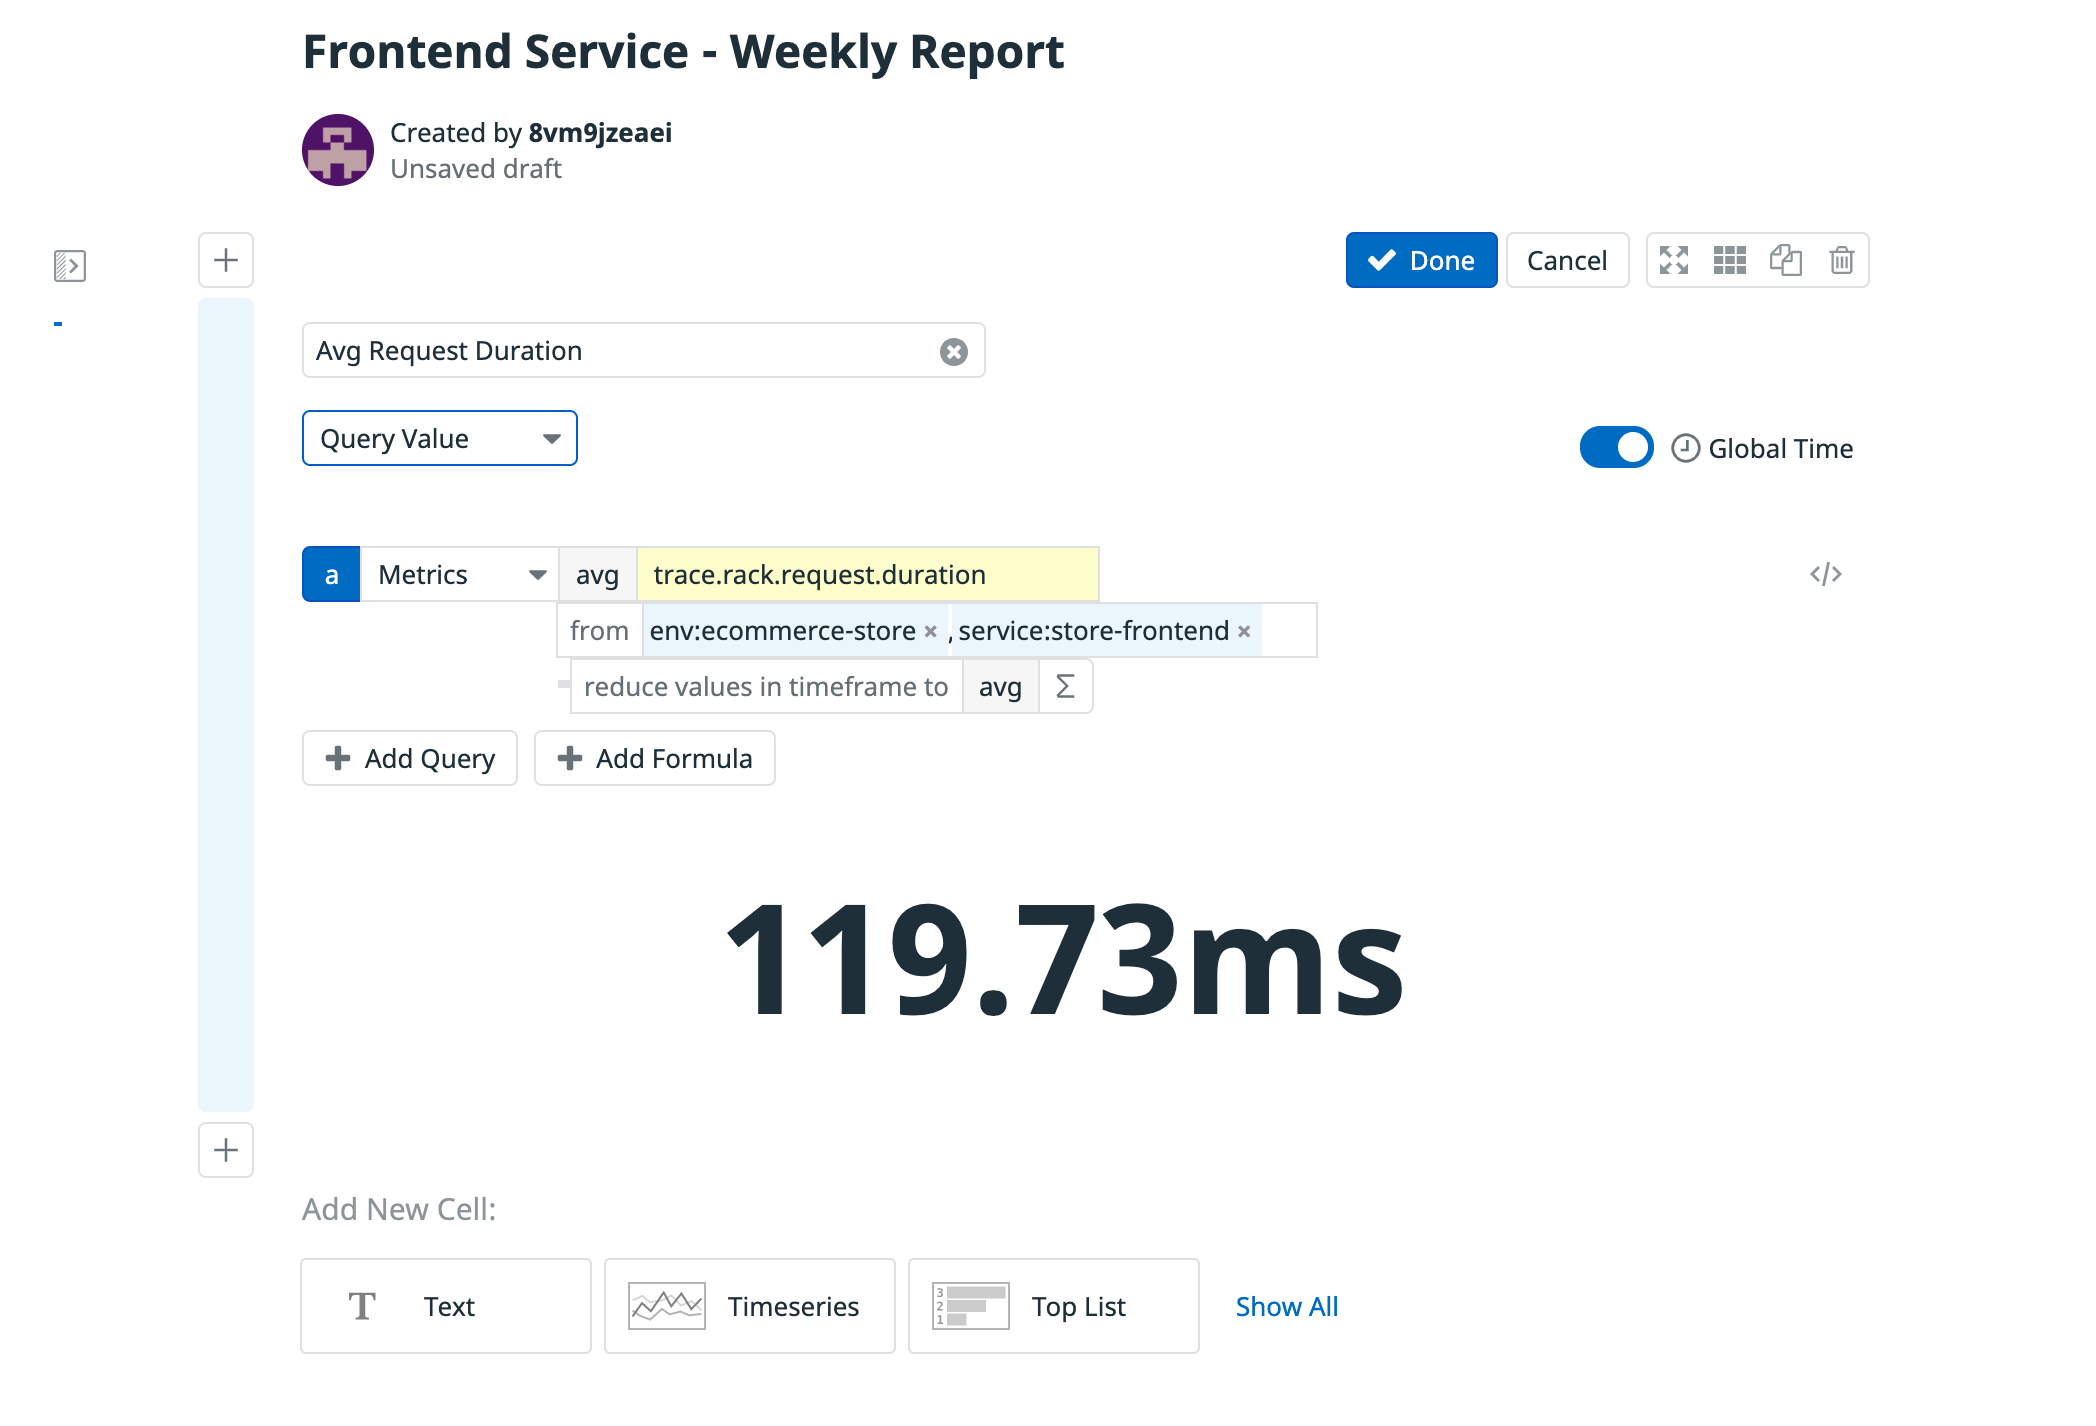 Frontend Service - Weekly Report
Created by 8vm9jzeaei
Unsaved draft
Done Cancel
Avg Request Duration
Query Value
Global Time
a Metrics avg trace.rack.request.duration
from env:ecommerce-store × , service:store-frontend ×
reduce values in timeframe to avg Σ
Add Query Add Formula
119.73ms
Add New Cell:
T Text Timeseries 3 2 1 Top List Show All